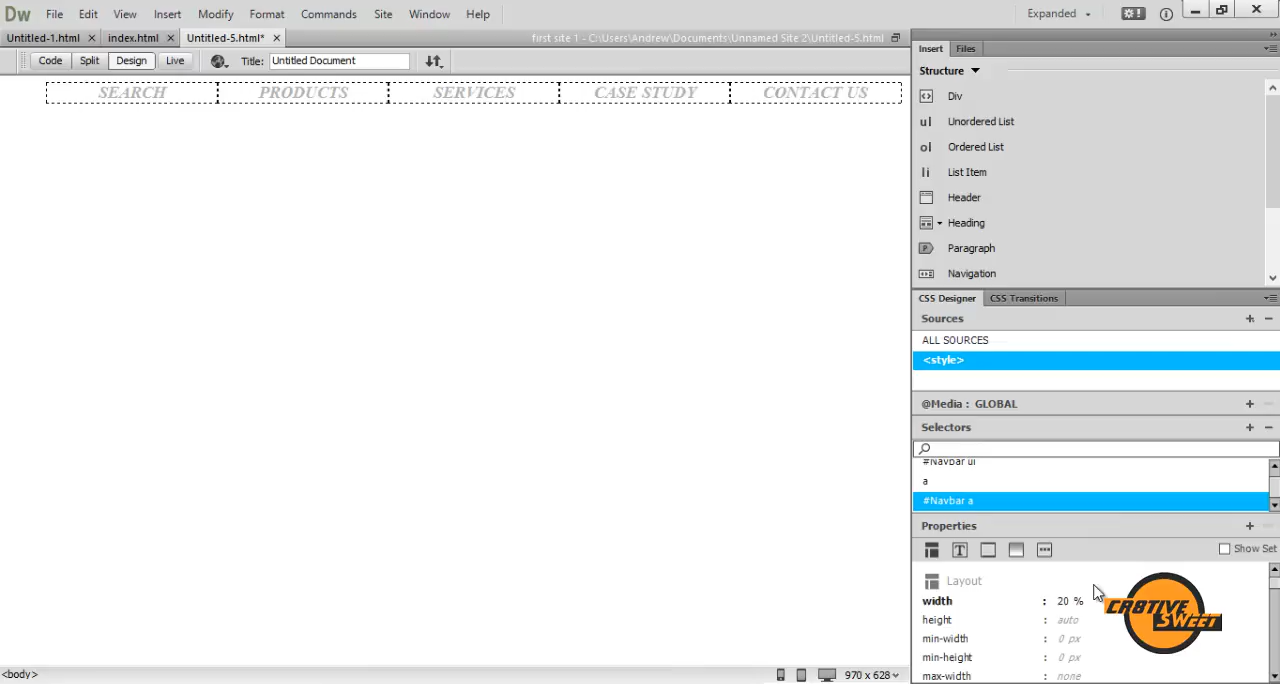 Dw File Edit View Insert Modify Format Commands Site Window Help Expanded
Untitled-1.html index.html Untitled-5.html* first site 1 - C:\Users\Andrew\Documents\Unnamed Site 2\Untitled-5.html
Code Split Design Live Title: Untitled Document
SEARCH PRODUCTS SERVICES CASE STUDY CONTACT US
Insert Files
Structure
Div
ul Unordered List
ol Ordered List
li List Item
Header
Heading
Paragraph
Navigation
CSS Designer CSS Transitions
Sources
ALL SOURCES
<style>
@Media : GLOBAL
Selectors
#Navbar ul
a
#Navbar a
Properties
Show Set
Layout
width : 20 %
height : auto
min-width : 0 px
min-height : 0 px
max-width : none
CR8TIVE
SWEET
<body> 970 x 628